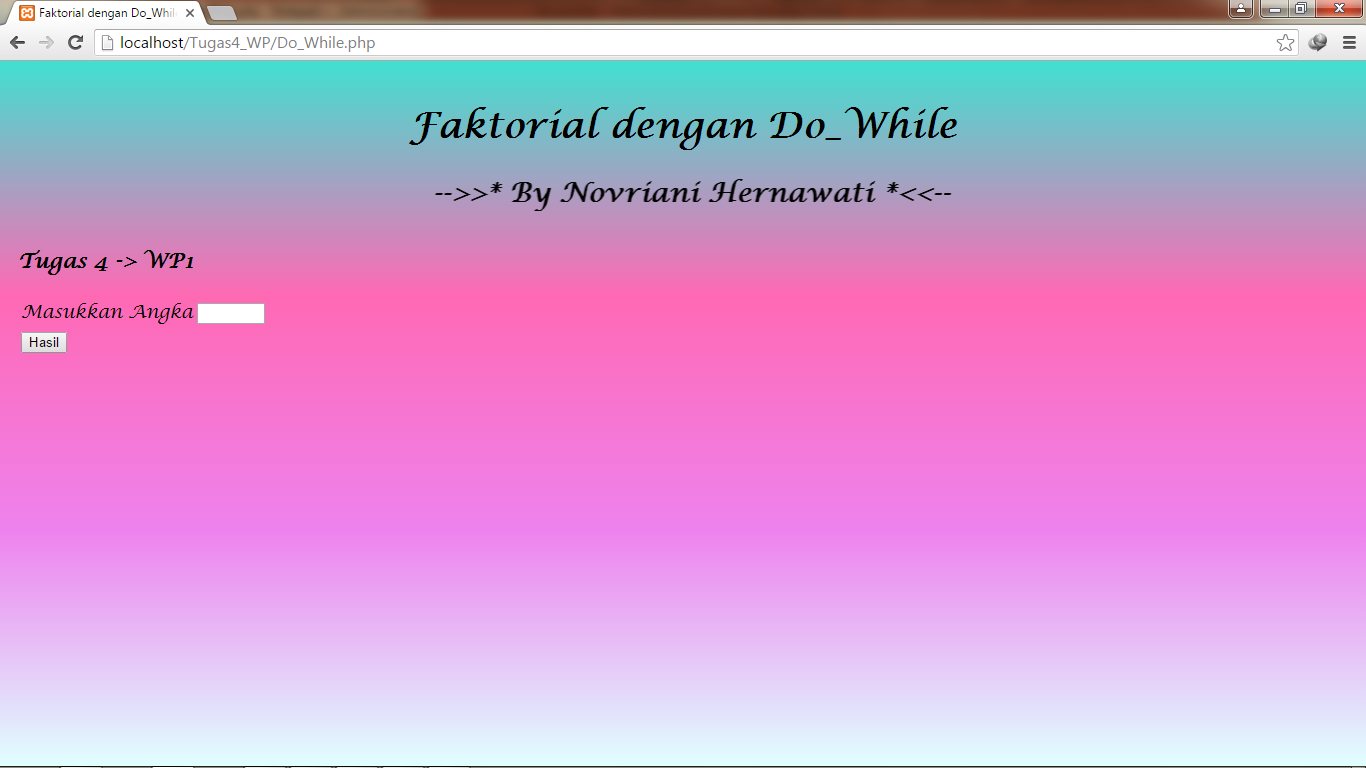 Faktorial dengan Do_Whil
localhost/Tugas4_WP/Do_While.php
Faktorial dengan Do_While
-->>* By Novriani Hernawati *<<--
Tugas 4 -> WP1
Masukkan Angka
Hasil